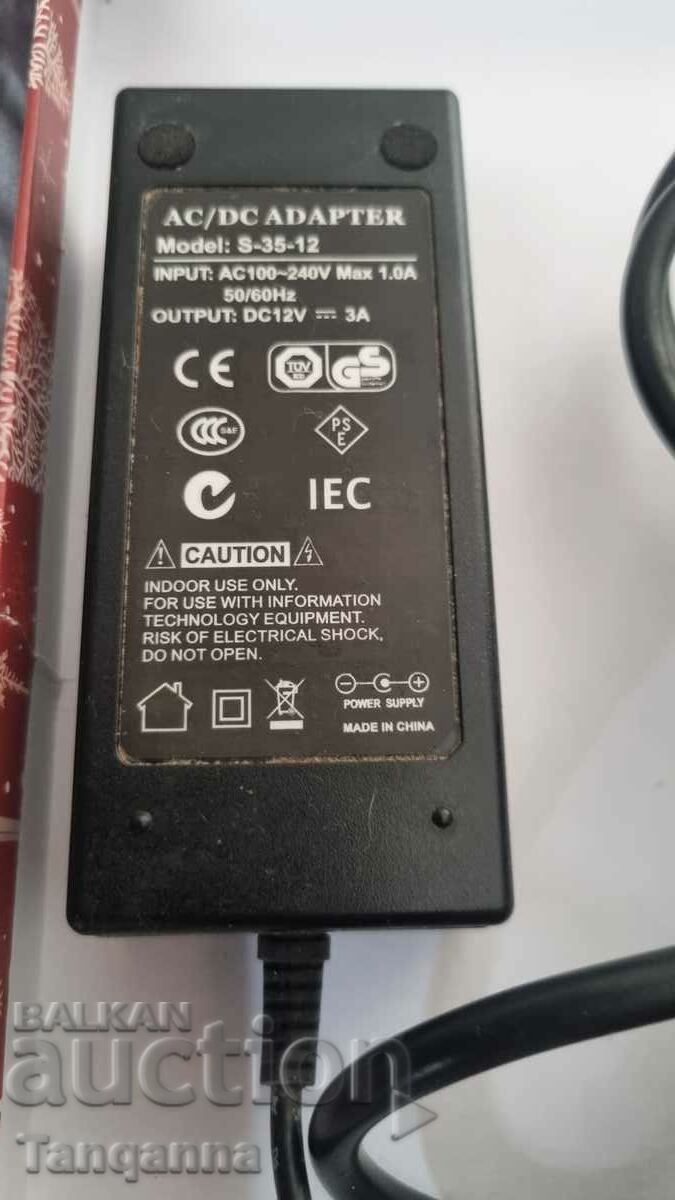 AC/DC ADAPTER
Model: S-35-12
INPUT: AC100~240V Max 1.0A
50/60Hz
OUTPUT: DC12V ⎓ 3A
CE TÜV GS
CCC S&E PS E
IEC
CAUTION
INDOOR USE ONLY.
FOR USE WITH INFORMATION
TECHNOLOGY EQUIPMENT.
RISK OF ELECTRICAL SHOCK,
DO NOT OPEN.
POWER SUPPLY
MADE IN CHINA
BALKAN
auction
Tanganna